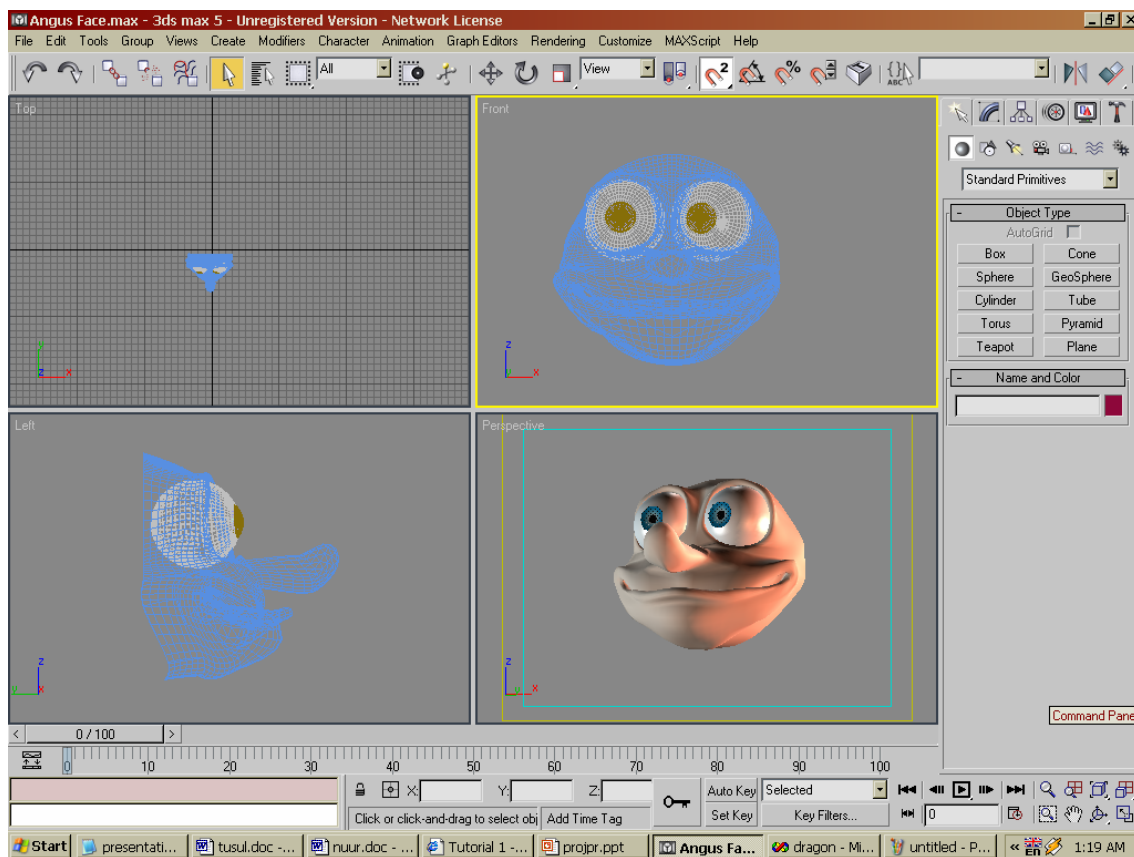 Angus Face.max - 3ds max 5 - Unregistered Version - Network License
File Edit Tools Group Views Create Modifiers Character Animation Graph Editors Rendering Customize MAXScript Help
All View 2 % {} ABC
Top Front
Standard Primitives
- Object Type
AutoGrid
Box Cone
Sphere GeoSphere
Cylinder Tube
Torus Pyramid
Teapot Plane
- Name and Color
z y x
z y x
Left Perspective
z y x
z y x
Command Pane
< 0 / 100 >
0 10 20 30 40 50 60 70 80 90 100
X: Y: Z: Auto Key Selected
Click or click-and-drag to select obj Add Time Tag Set Key Key Filters... 0
Start presentati... tusul.doc -... nuur.doc - ... Tutorial 1 -... projpr.ppt Angus Fa... dragon - Mi... untitled - P... « EN 1:19 AM